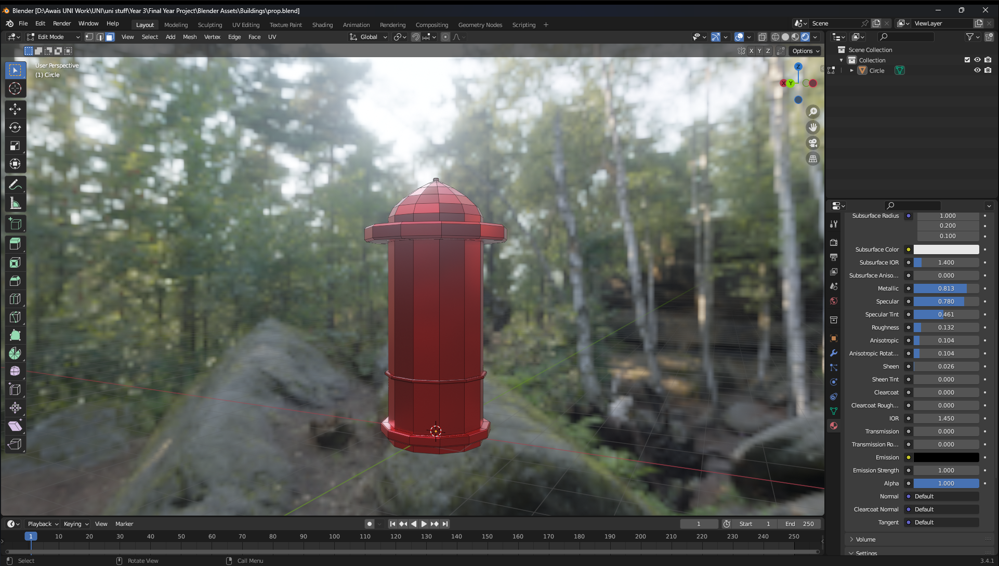 Blender [D:\Awais UNI Work\UNI\uni stuff\Year 3\Final Year Project\Blender Assets\Buildings\prop.blend]
File Edit Render Window Help Layout Modeling Sculpting UV Editing Texture Paint Shading Animation Rendering Compositing Geometry Nodes Scripting + Scene ViewLayer
Edit Mode View Select Add Mesh Vertex Edge Face UV Global
X Y Z Options
User Perspective
(1) Circle
Z
X Y
Scene Collection
Collection
Circle
Subsurface Radius 1.000
0.200
0.100
Subsurface Color
Subsurface IOR 1.400
Subsurface Aniso... 0.000
Metallic 0.813
Specular 0.780
Specular Tint 0.461
Roughness 0.132
Anisotropic 0.104
Anisotropic Rotat... 0.104
Sheen 0.026
Sheen Tint 0.000
Clearcoat 0.000
Clearcoat Rough... 0.000
IOR 1.450
Transmission 0.000
Transmission Ro... 0.000
Emission
Emission Strength 1.000
Alpha 1.000
Normal Default
Clearcoat Normal Default
Tangent Default
Volume
Settings
Playback Keying View Marker 1 Start 1 End 250
1 10 20 30 40 50 60 70 80 90 100 110 120 130 140 150 160 170 180 190 200 210 220 230 240 250
Select Rotate View Call Menu 3.4.1